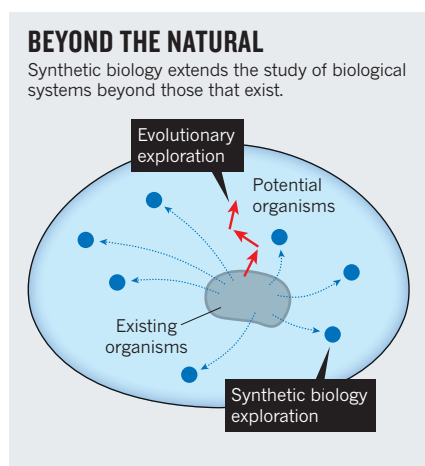 BEYOND THE NATURAL
Synthetic biology extends the study of biological
systems beyond those that exist.
Evolutionary
exploration
Potential
organisms
Existing
organisms
Synthetic biology
exploration